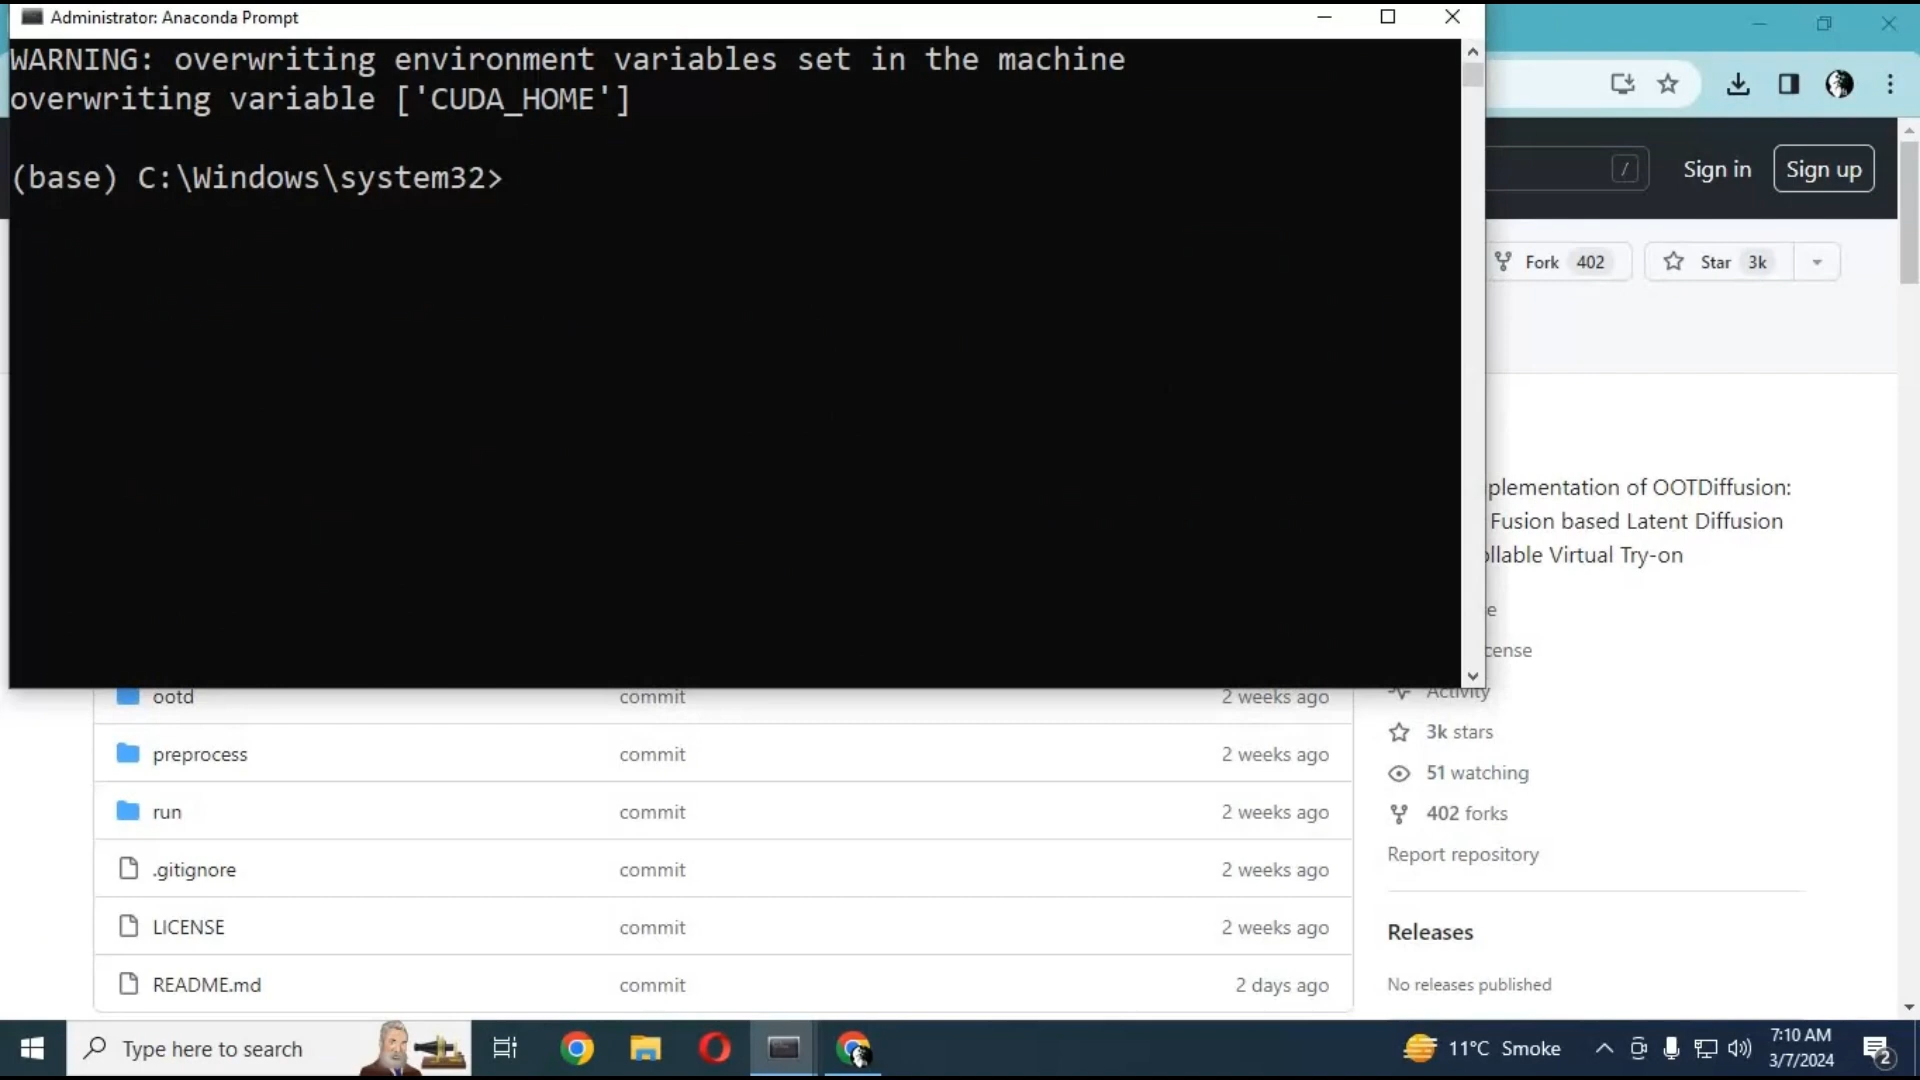 Administrator: Anaconda Prompt
WARNING: overwriting environment variables set in the machine
overwriting variable ['CUDA_HOME']
(base) C:\Windows\system32>
/
Sign in
Sign up
Fork 402
Star 3k
plementation of OOTDiffusion:
Fusion based Latent Diffusion
ollable Virtual Try-on
e
cense
Activity
3k stars
51 watching
402 forks
Report repository
Releases
No releases published
ootd commit 2 weeks ago
preprocess commit 2 weeks ago
run commit 2 weeks ago
.gitignore commit 2 weeks ago
LICENSE commit 2 weeks ago
README.md commit 2 days ago
Type here to search
11°C Smoke
7:10 AM
3/7/2024
2